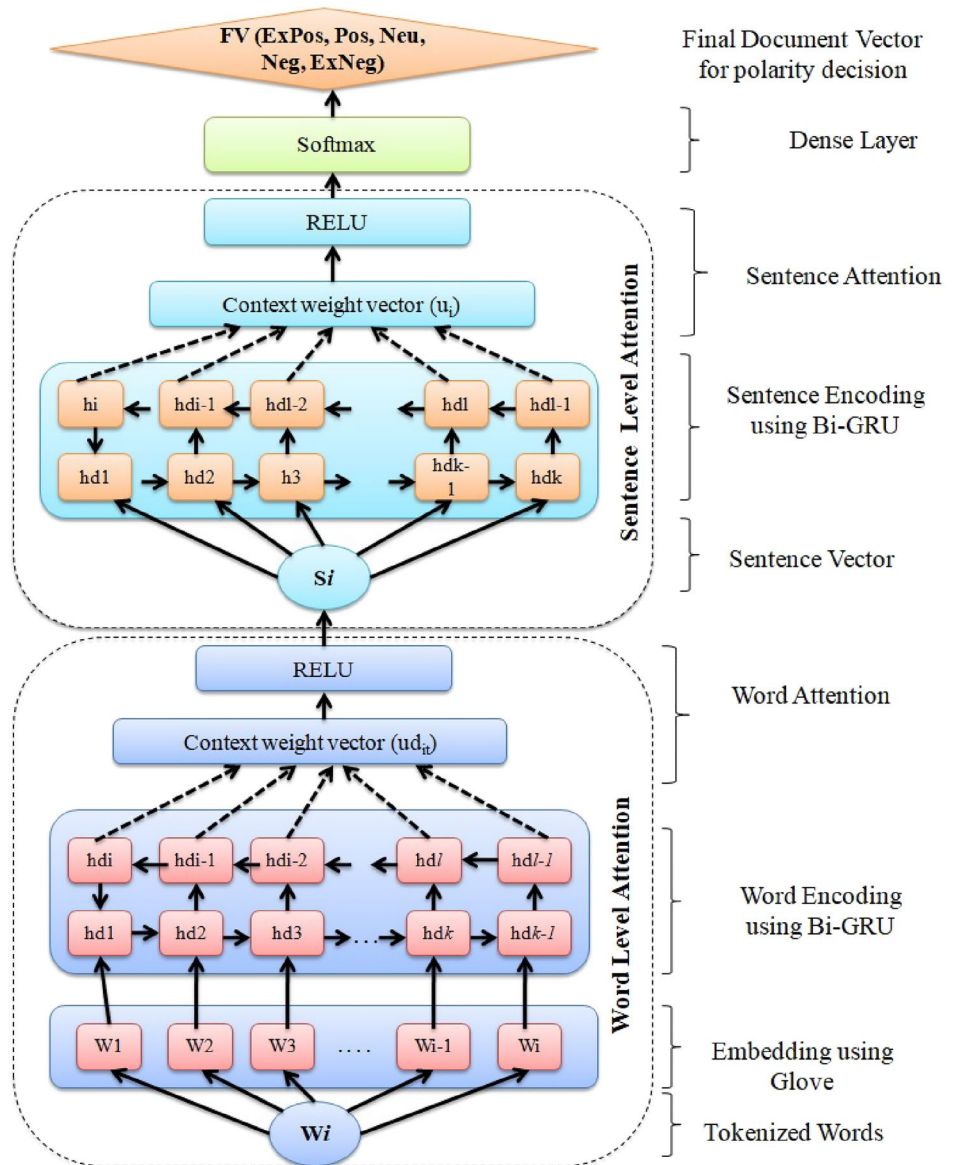 FV (ExPos, Pos, Neu,
Neg, ExNeg)
Final Document Vector
for polarity decision
Softmax
Dense Layer
RELU
Sentence Attention
Context weight vector (uᵢ)
Sentence Level Attention
hi
hdi-1
hdl-2
hdl
hdl-1
Sentence Encoding
using Bi-GRU
hd1
hd2
h3
hdk-
1
hdk
Si
Sentence Vector
RELU
Word Attention
Context weight vector (udᵢₜ)
Word Level Attention
hdi
hdi-1
hdi-2
hdl
hdl-1
Word Encoding
using Bi-GRU
hd1
hd2
hd3
...
hdk
hdk-1
W1
W2
W3
....
Wi-1
Wi
Embedding using
Glove
Wi
Tokenized Words